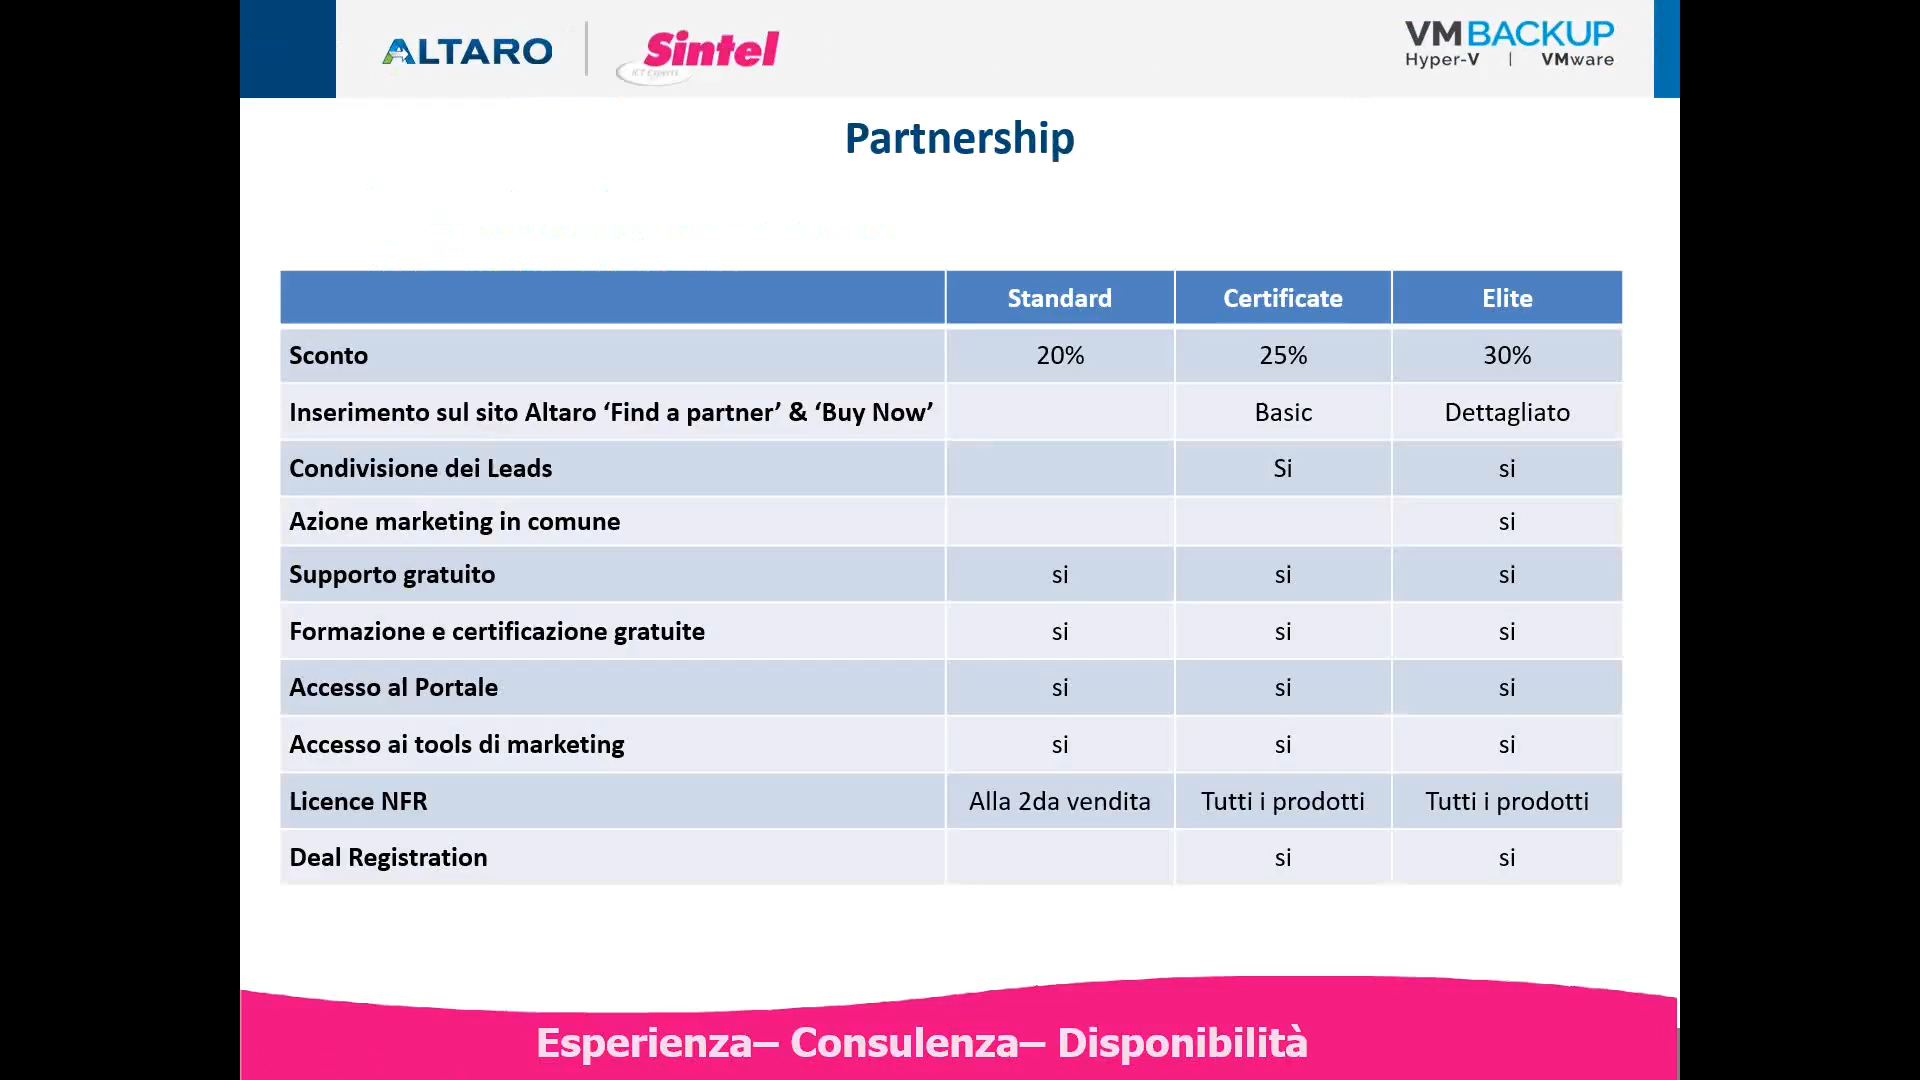 ALTARO
Sintel
ICT Experts
VMBACKUP
Hyper-V | VMware
Partnership
Standard Certificate Elite
Sconto 20% 25% 30%
Inserimento sul sito Altaro ‘Find a partner’ & ‘Buy Now’ Basic Dettagliato
Condivisione dei Leads Si si
Azione marketing in comune si
Supporto gratuito si si si
Formazione e certificazione gratuite si si si
Accesso al Portale si si si
Accesso ai tools di marketing si si si
Licence NFR Alla 2da vendita Tutti i prodotti Tutti i prodotti
Deal Registration si si
Esperienza– Consulenza– Disponibilità